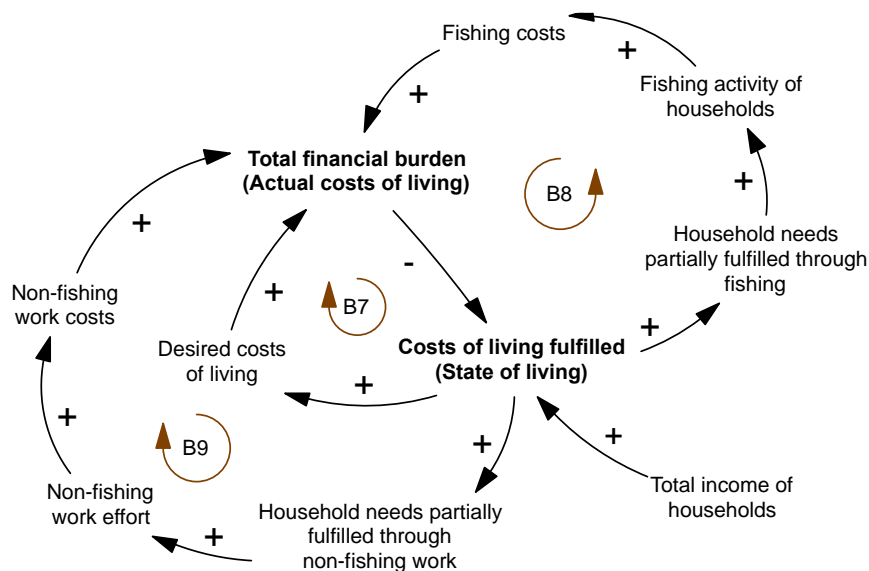 Fishing costs
+
+
Fishing activity of
households
+
Total financial burden
(Actual costs of living)
B8
+
+
Household needs
partially fulfilled through
fishing
-
+
B7
Non-fishing
work costs
+
Desired costs
of living
Costs of living fulfilled
(State of living)
+
+
B9
+
+
Total income of
households
Non-fishing
work effort
+
Household needs partially
fulfilled through
non-fishing work